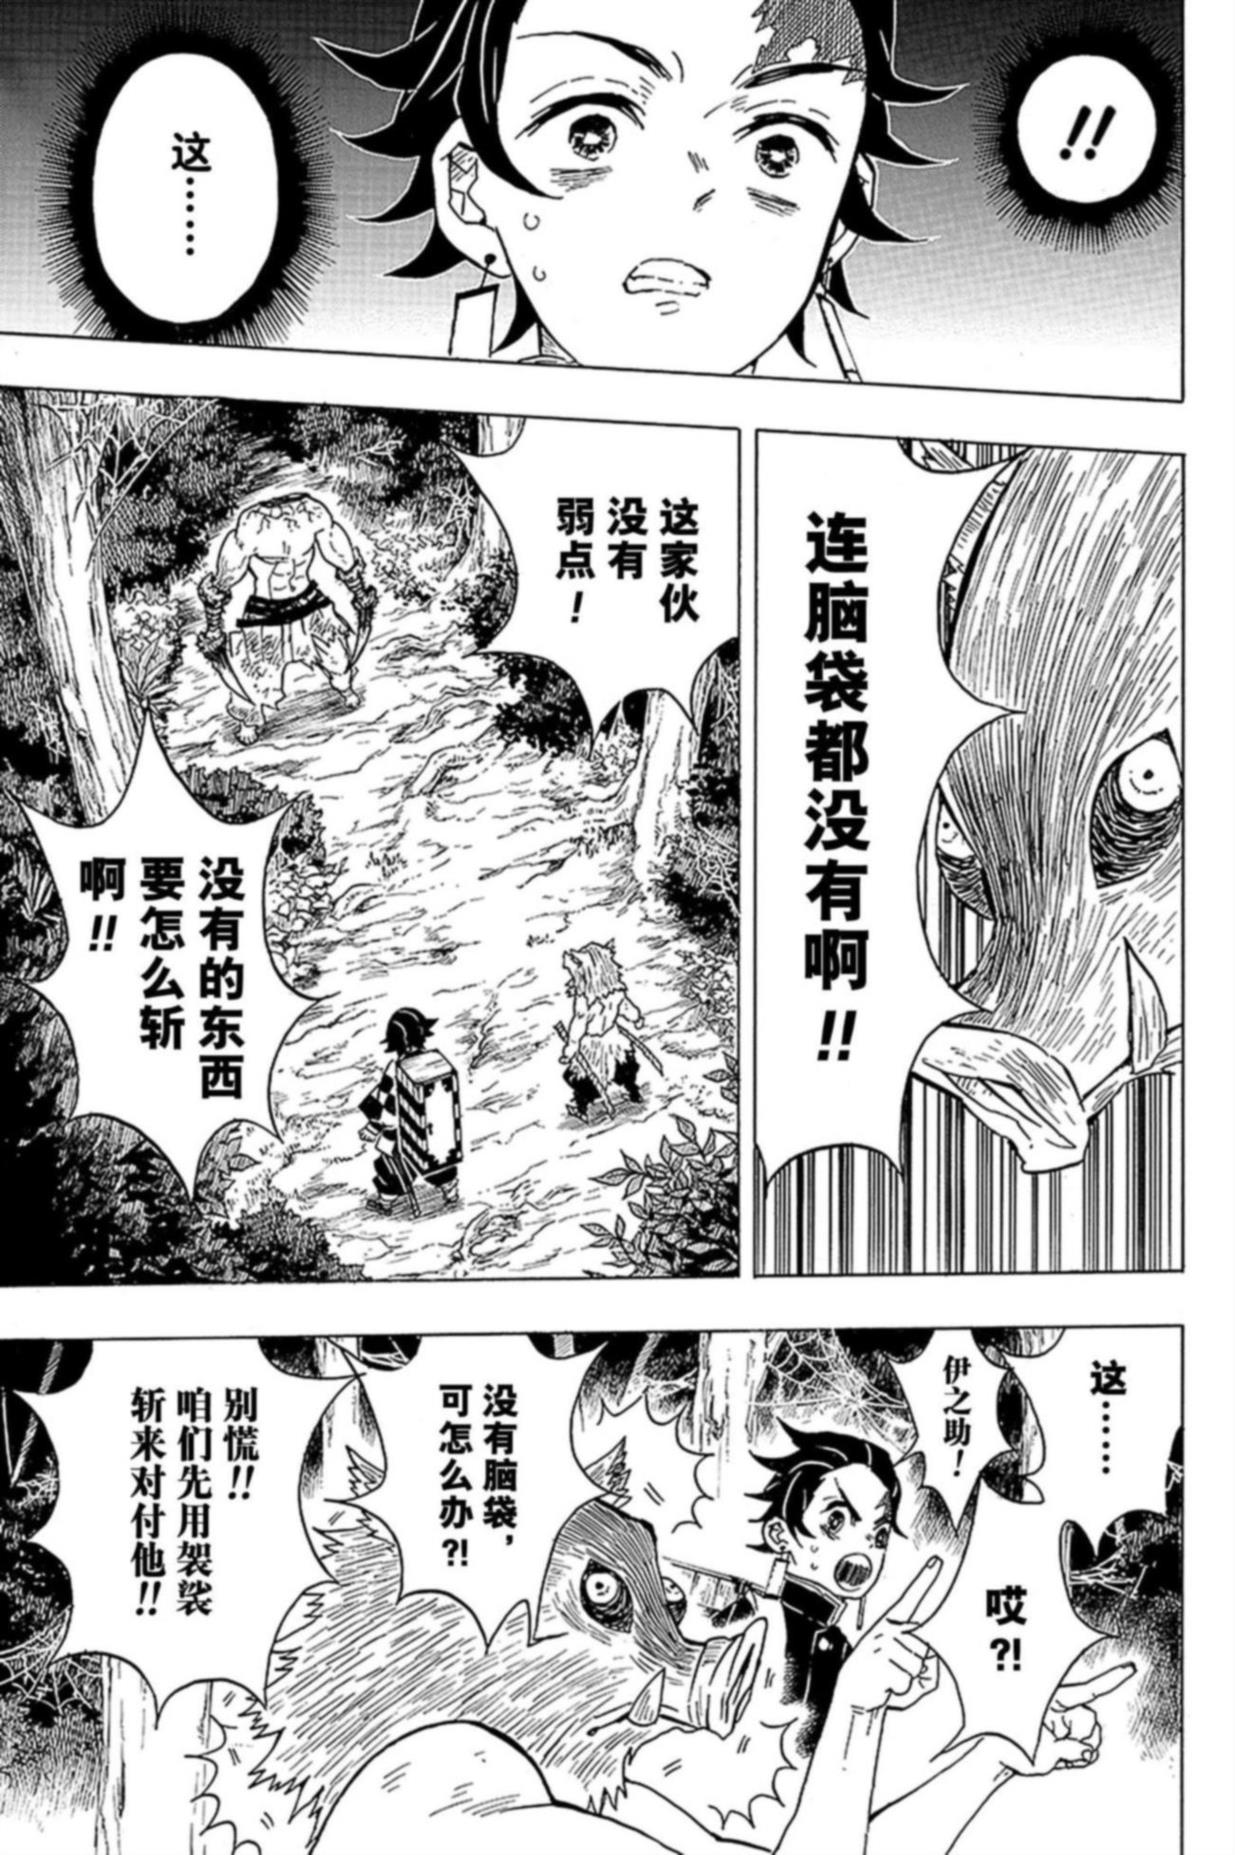 !!
这……
连脑袋都没有啊!!
这家伙
没有
弱点!
没有的东西
要怎么斩
啊!!
这……
哎?!
伊之助!
没有脑袋,
可怎么办?!
别慌!!
咱们先用袈裟
斩来对付他!!